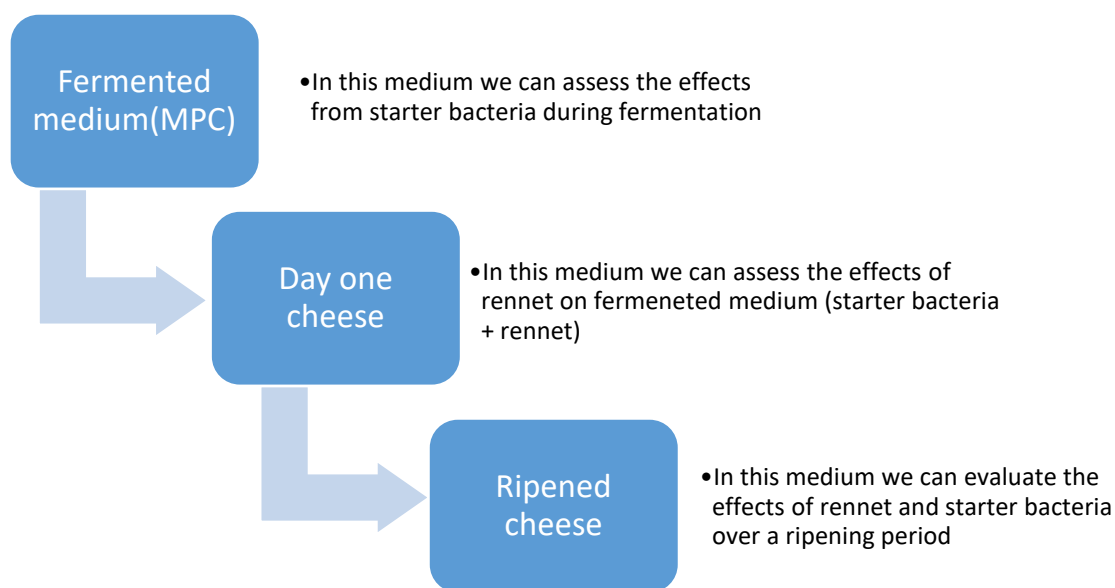 Fermented
medium(MPC)
•In this medium we can assess the effects
from starter bacteria during fermentation
Day one
cheese
•In this medium we can assess the effects of
rennet on fermeneted medium (starter bacteria
+ rennet)
Ripened
cheese
•In this medium we can evaluate the
effects of rennet and starter bacteria
over a ripening period